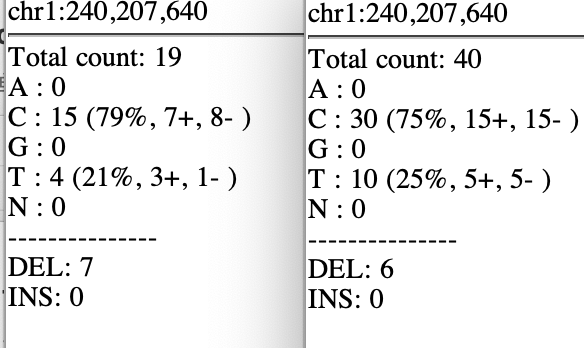 chr1:240,207,640
Total count: 19
A : 0
C : 15 (79%, 7+, 8- )
G : 0
T : 4 (21%, 3+, 1- )
N : 0
---------------
DEL: 7
INS: 0
chr1:240,207,640
Total count: 40
A : 0
C : 30 (75%, 15+, 15- )
G : 0
T : 10 (25%, 5+, 5- )
N : 0
---------------
DEL: 6
INS: 0